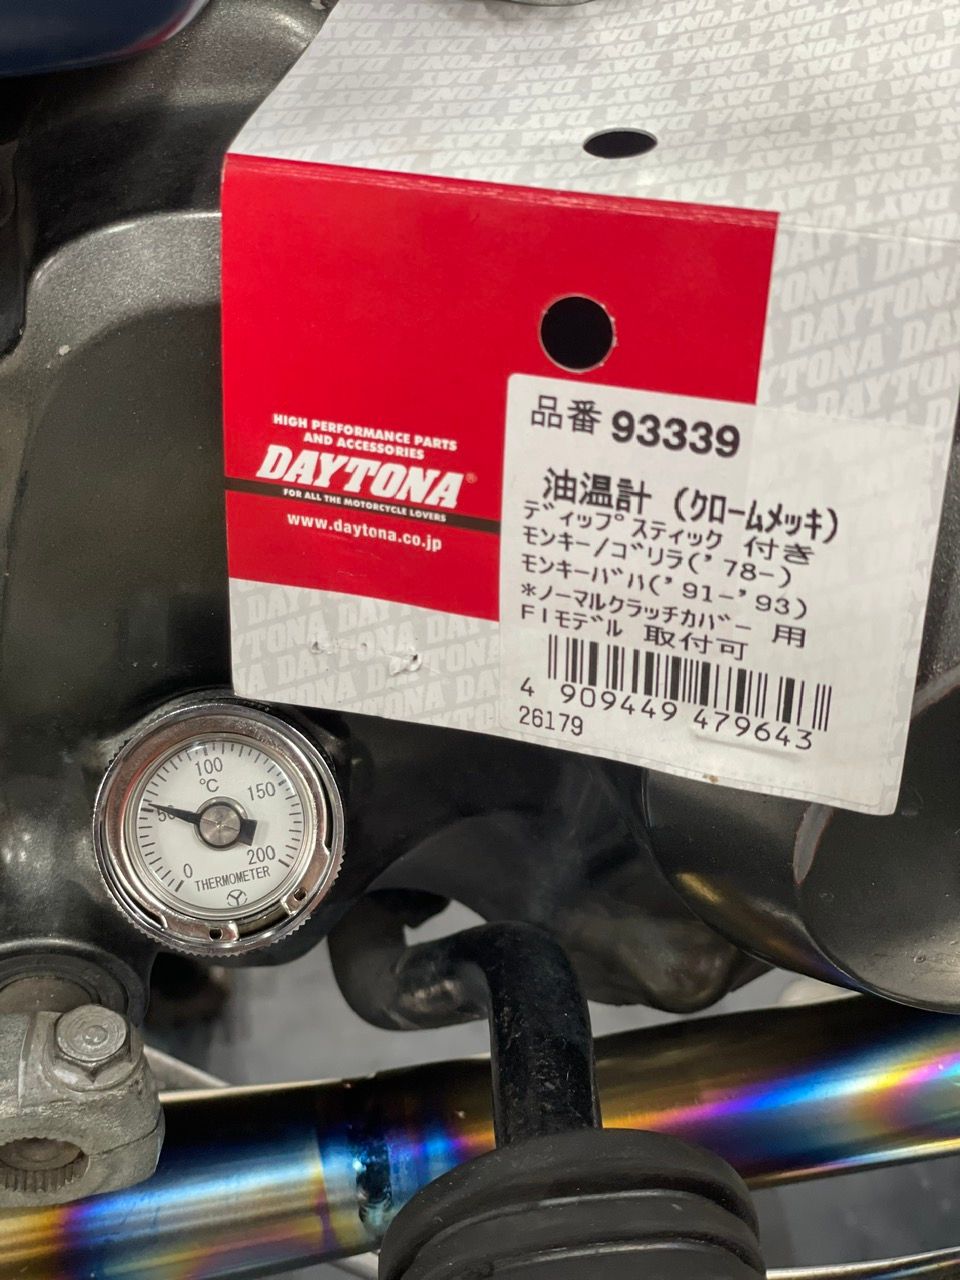 HIGH PERFORMANCE PARTS
AND ACCESSORIES
DAYTONA®
FOR ALL THE MOTORCYCLE LOVERS
www.daytona.co.jp
品番 93339
油温計 (クロームメッキ)
ディップスティック 付き
モンキー/ゴリラ('78-)
モンキーバハ('91-'93)
*ノーマルクラッチカバー 用
FIモデル 取付可
4 909449 479643
26179
100
℃
150
50
0
200
THERMOMETER